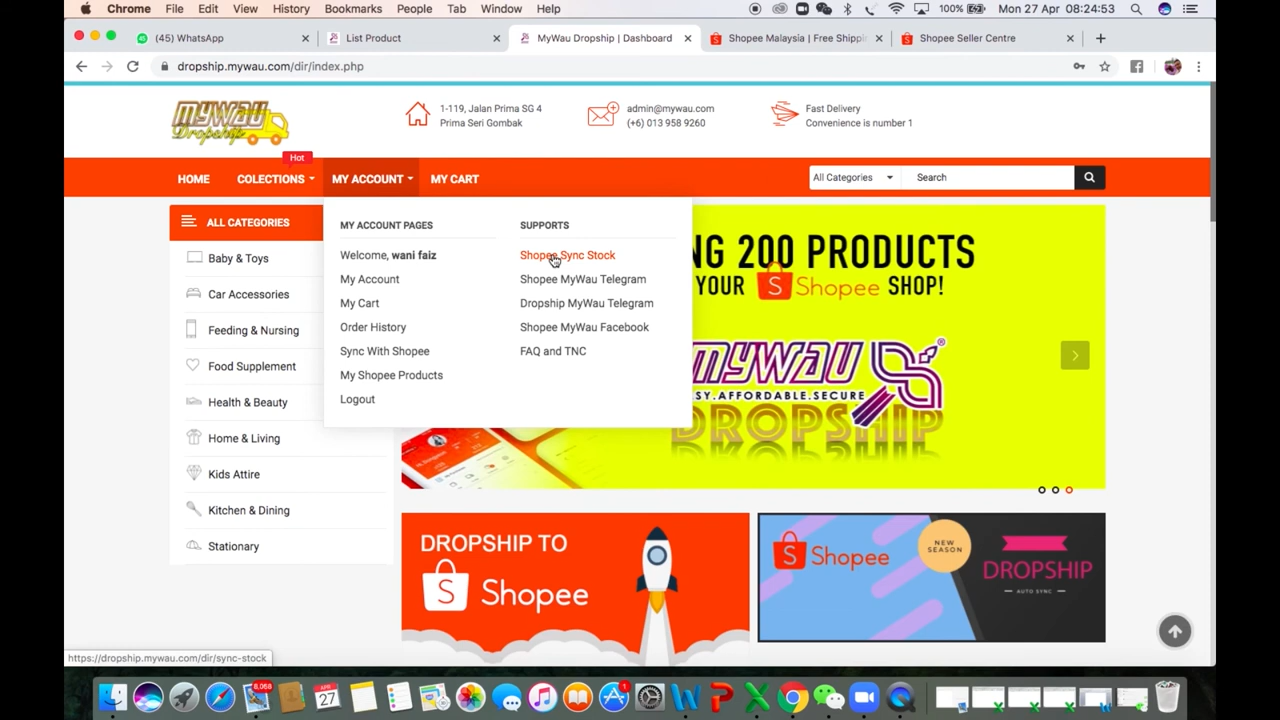 Chrome File Edit View History Bookmarks People Tab Window Help 100% Mon 27 Apr 08:24:53
(45) WhatsApp
List Product
MyWau Dropship | Dashboard
Shopee Malaysia | Free Shippi
Shopee Seller Centre
dropship.mywau.com/dir/index.php
MYWAU
Dropship
1-119, Jalan Prima SG 4
Prima Seri Gombak
admin@mywau.com
(+6) 013 958 9260
Fast Delivery
Convenience is number 1
Hot
HOME COLECTIONS MY ACCOUNT MY CART
All Categories Search
ALL CATEGORIES
Baby & Toys
Car Accessories
Feeding & Nursing
Food Supplement
Health & Beauty
Home & Living
Kids Attire
Kitchen & Dining
Stationary
MY ACCOUNT PAGES
Welcome, wani faiz
My Account
My Cart
Order History
Sync With Shopee
My Shopee Products
Logout
SUPPORTS
Shopee Sync Stock
Shopee MyWau Telegram
Dropship MyWau Telegram
Shopee MyWau Facebook
FAQ and TNC
NG 200 PRODUCTS
YOUR Shopee SHOP!
MYWAU
SY.AFFORDABLE.SECURE
DROPSHIP
DROPSHIP TO
Shopee
Shopee
NEW
SEASON
DROPSHIP
AUTO SYNC
https://dropship.mywau.com/dir/sync-stock